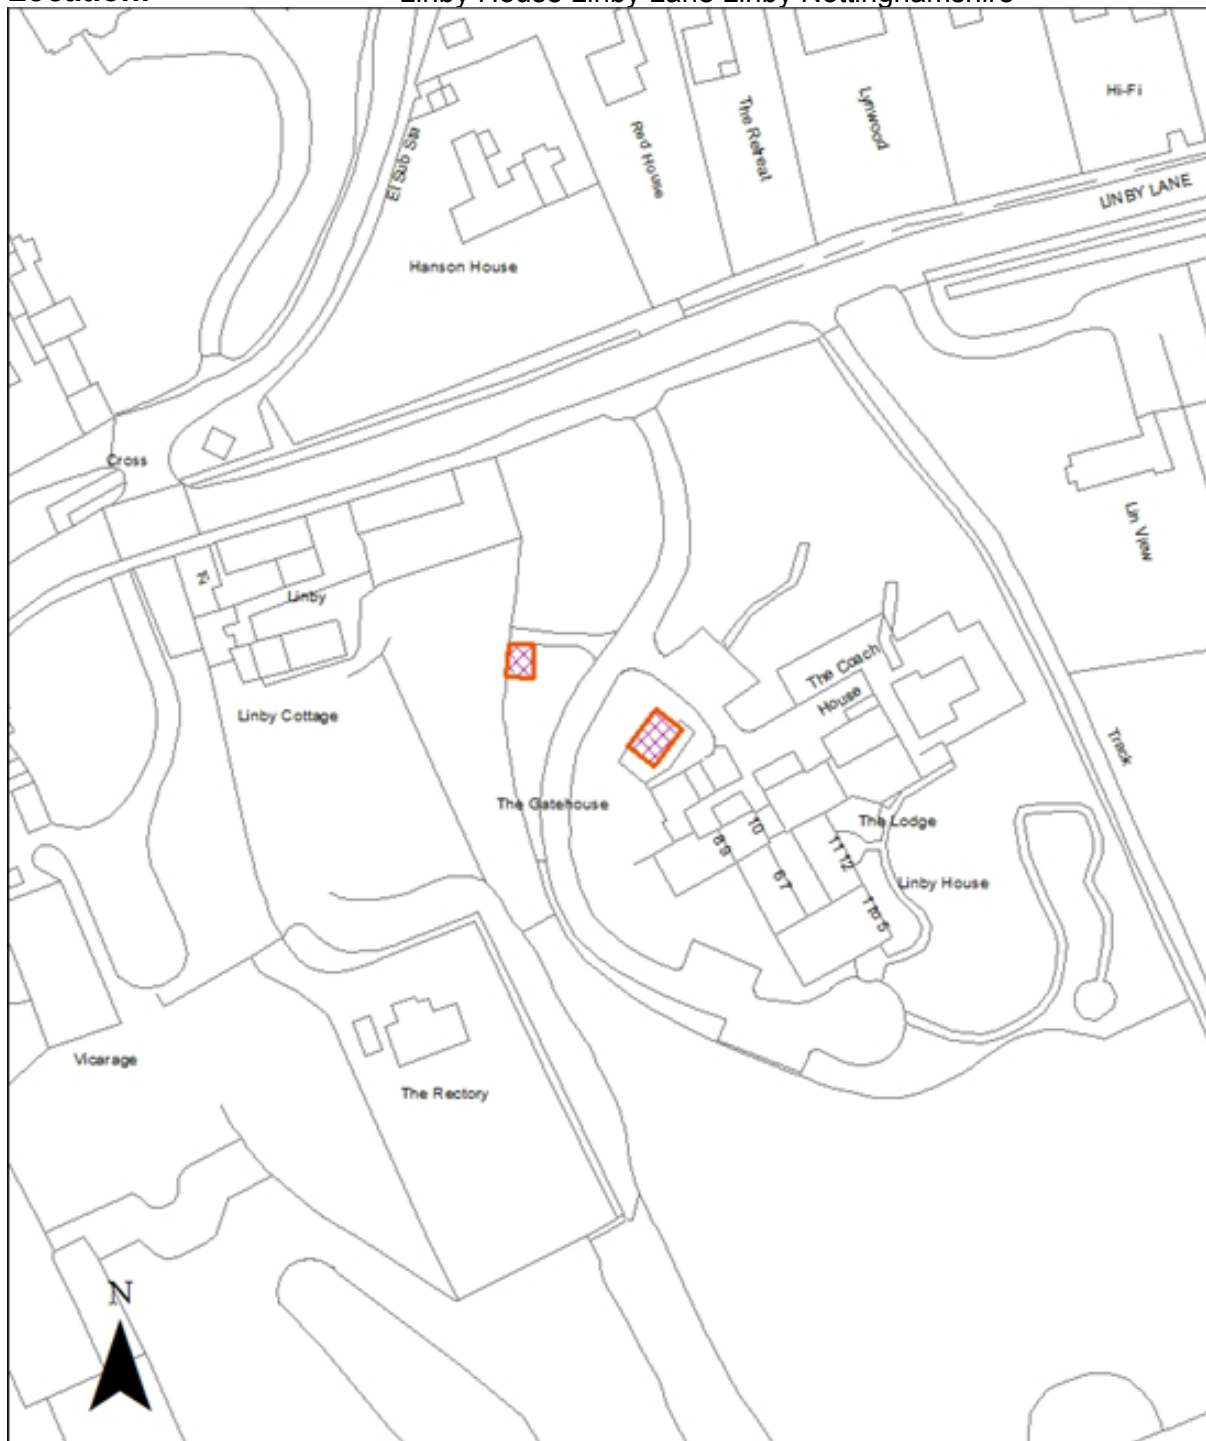 Location: Linby House Linby Lane Linby Nottinghamshire
Hi-Fi
Lynwood
The Retreat
Red House
El Sub Sta
LINBY LANE
Hanson House
Cross
Lin View
Linby
The Coach
House
Linby Cottage
Track
The Gatehouse
The Lodge
10
8 9
11 12
6 7
Linby House
1 to 5
Vicarage
The Rectory
N